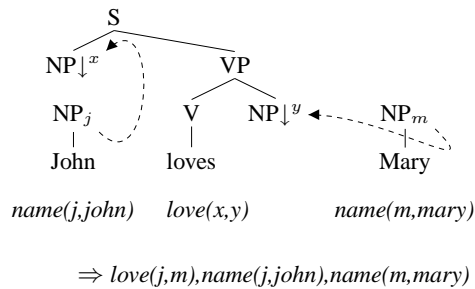 S
NP↓x VP
NPj V NP↓y NPm
John loves Mary
name(j,john) love(x,y) name(m,mary)
⇒ love(j,m),name(j,john),name(m,mary)